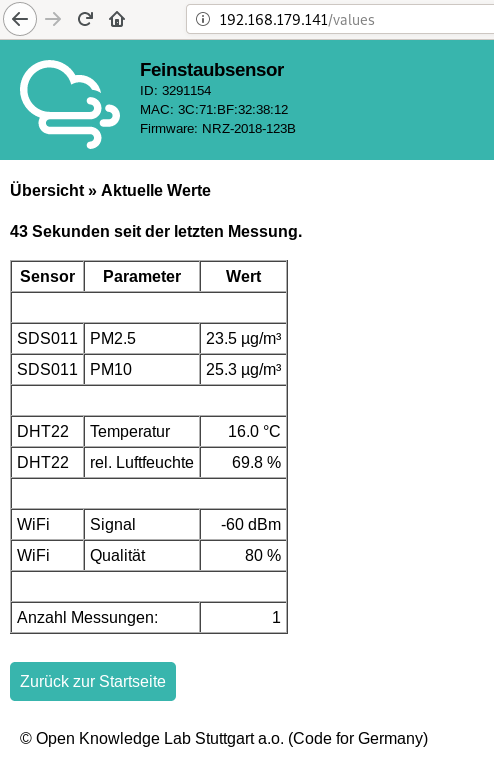 192.168.179.141/values
Feinstaubsensor
ID: 3291154
MAC: 3C:71:BF:32:38:12
Firmware: NRZ-2018-123B
Übersicht » Aktuelle Werte
43 Sekunden seit der letzten Messung.
Sensor Parameter Wert
SDS011 PM2.5 23.5 µg/m³
SDS011 PM10 25.3 µg/m³
DHT22 Temperatur 16.0 °C
DHT22 rel. Luftfeuchte 69.8 %
WiFi Signal -60 dBm
WiFi Qualität 80 %
Anzahl Messungen: 1
Zurück zur Startseite
© Open Knowledge Lab Stuttgart a.o. (Code for Germany)